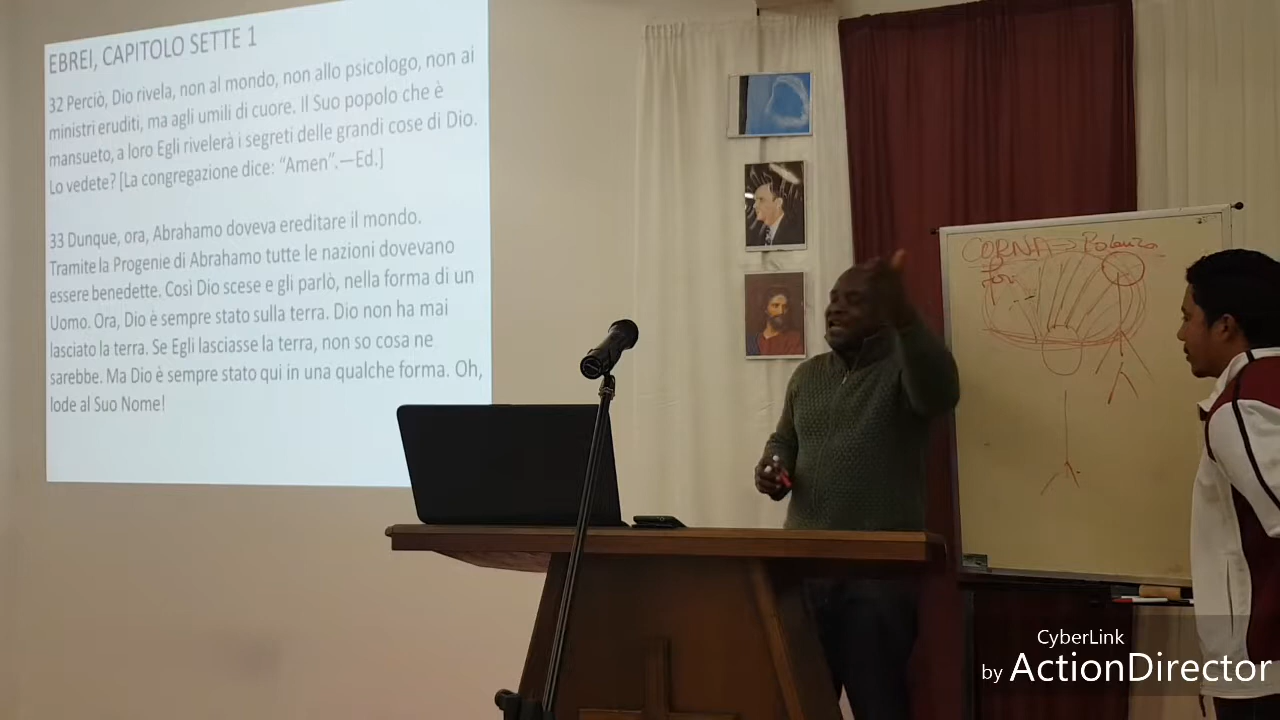 EBREI, CAPITOLO SETTE 1
32 Perciò, Dio rivela, non al mondo, non allo psicologo, non ai
ministri eruditi, ma agli umili di cuore. Il Suo popolo che è
mansueto, a loro Egli rivelerà i segreti delle grandi cose di Dio.
Lo vedete? [La congregazione dice: “Amen”.—Ed.]
33 Dunque, ora, Abrahamo doveva ereditare il mondo.
Tramite la Progenie di Abrahamo tutte le nazioni dovevano
essere benedette. Così Dio scese e gli parlò, nella forma di un
Uomo. Ora, Dio è sempre stato sulla terra. Dio non ha mai
lasciato la terra. Se Egli lasciasse la terra, non so cosa ne
sarebbe. Ma Dio è sempre stato qui in una qualche forma. Oh,
lode al Suo Nome!
CORNA
CyberLink
by ActionDirector